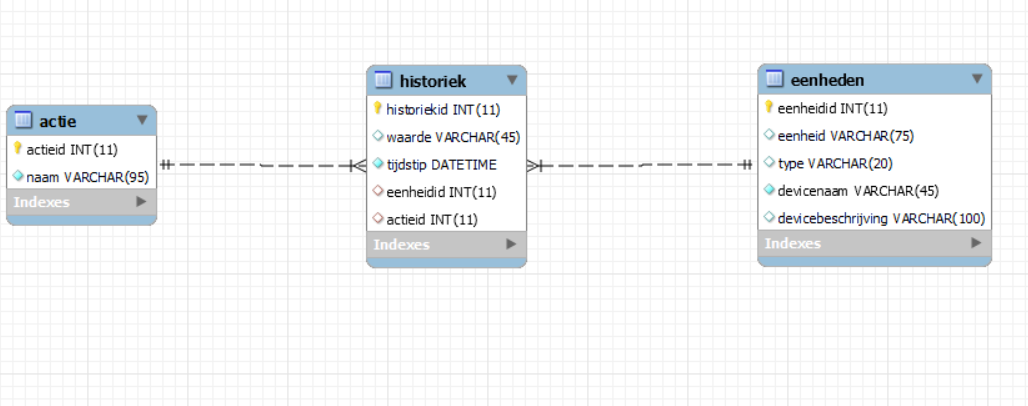 actie
actieid INT(11)
naam VARCHAR(95)
Indexes
historiek
historiekid INT(11)
waarde VARCHAR(45)
tijdstip DATETIME
eenheidid INT(11)
actieid INT(11)
Indexes
eenheden
eenheidid INT(11)
eenheid VARCHAR(75)
type VARCHAR(20)
devicenaam VARCHAR(45)
devicebeschrijving VARCHAR(100)
Indexes